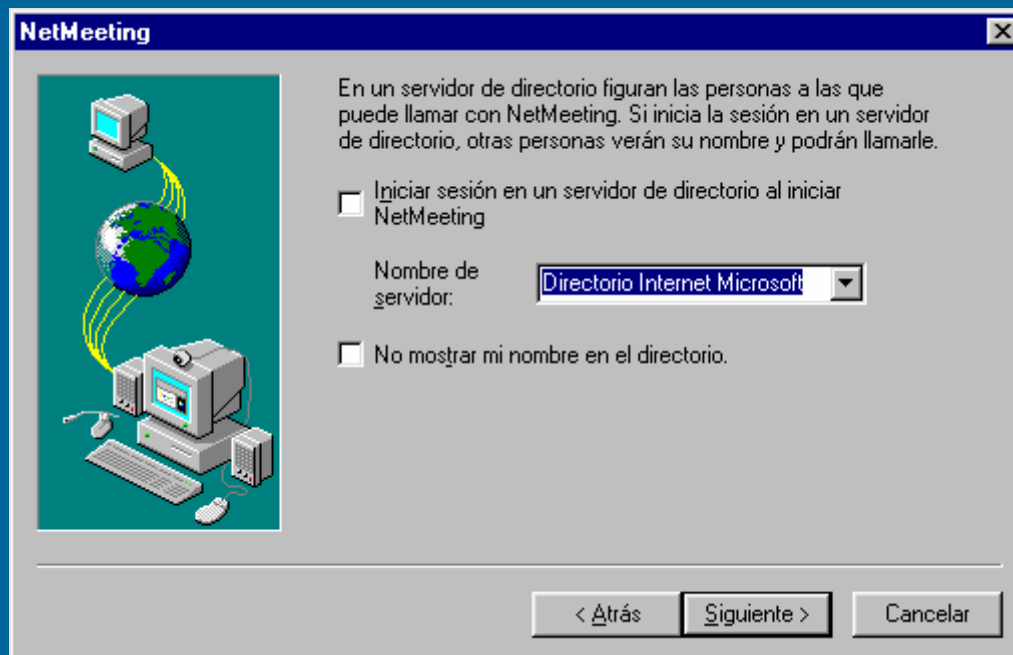 NetMeeting
En un servidor de directorio figuran las personas a las que
puede llamar con NetMeeting. Si inicia la sesión en un servidor
de directorio, otras personas verán su nombre y podrán llamarle.
Iniciar sesión en un servidor de directorio al iniciar
NetMeeting
Nombre de
servidor:
Directorio Internet Microsoft
No mostrar mi nombre en el directorio.
< Atrás
Siguiente >
Cancelar